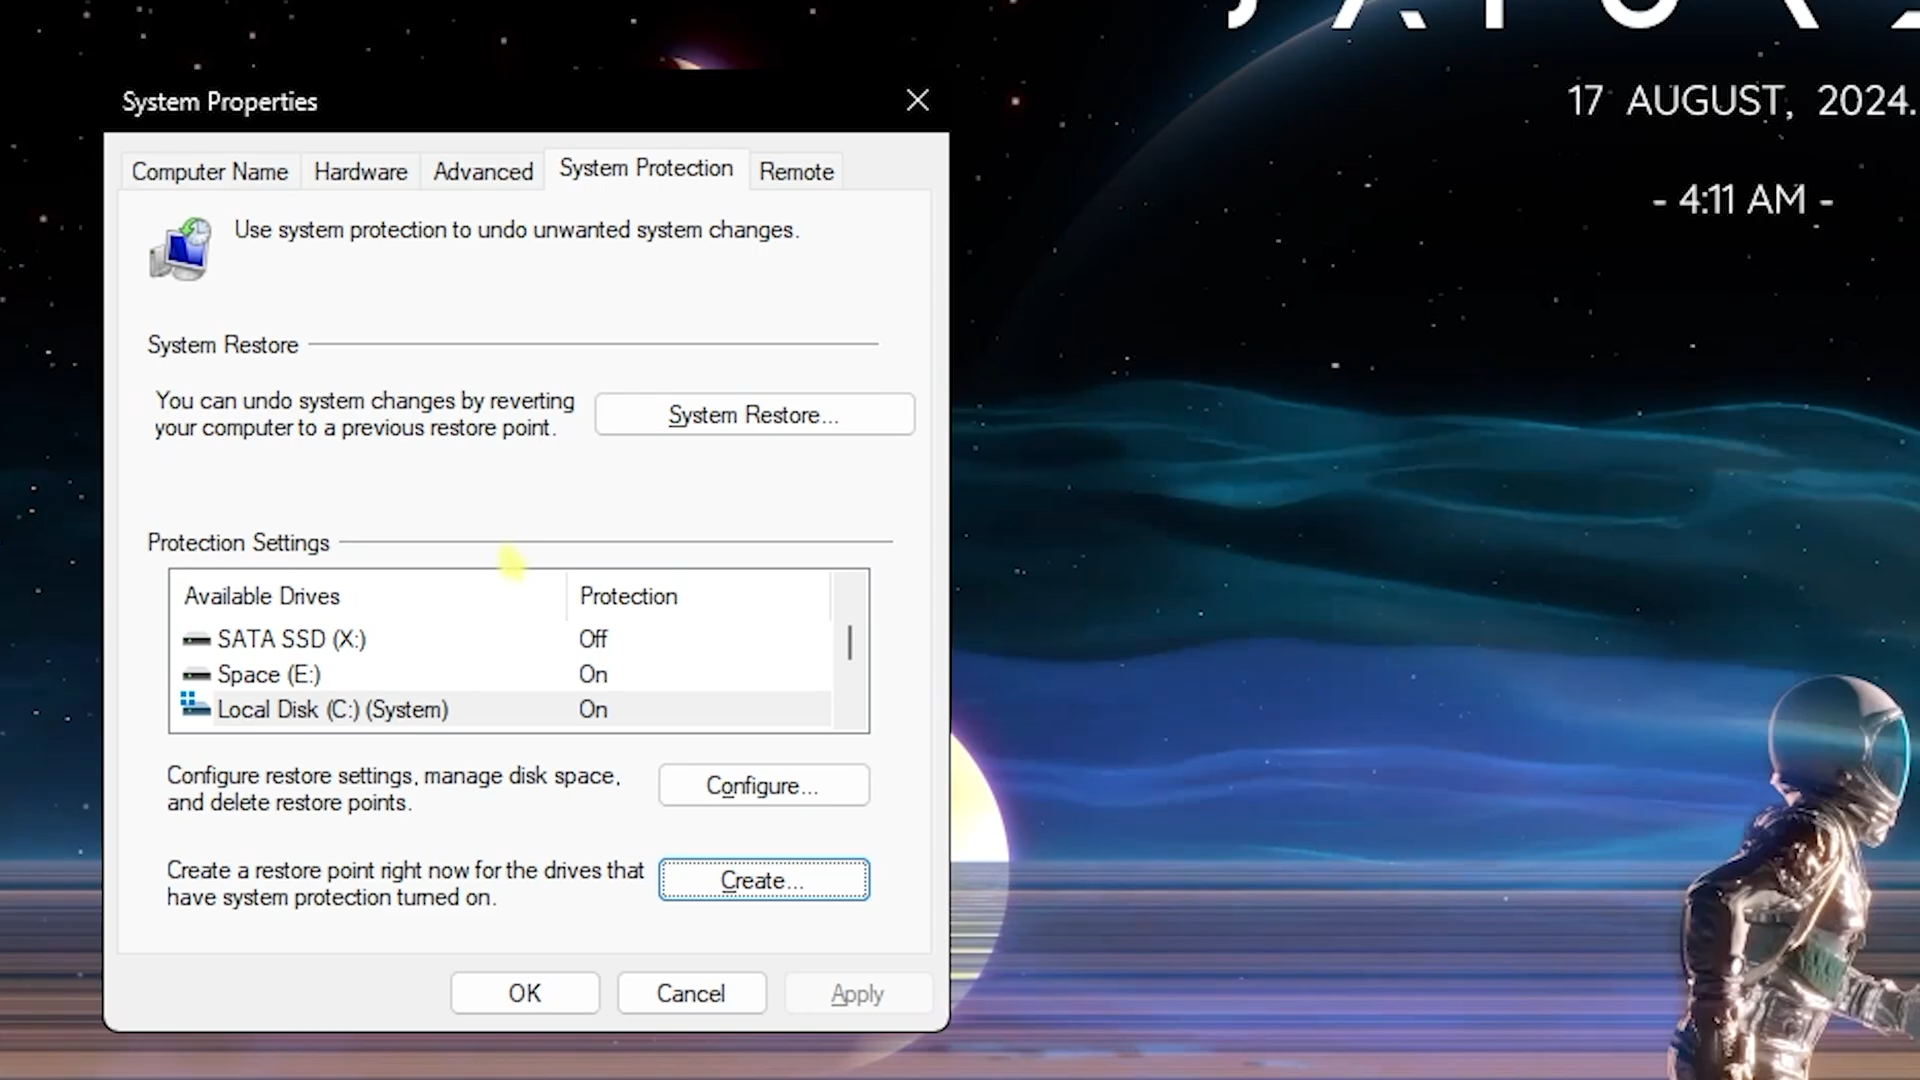 17 AUGUST, 2024.
- 4:11 AM -
System Properties
Computer Name
Hardware
Advanced
System Protection
Remote
Use system protection to undo unwanted system changes.
System Restore
You can undo system changes by reverting
your computer to a previous restore point.
System Restore...
Protection Settings
Available Drives
Protection
SATA SSD (X:)
Off
Space (E:)
On
Local Disk (C:) (System)
On
Configure restore settings, manage disk space,
and delete restore points.
Configure...
Create a restore point right now for the drives that
have system protection turned on.
Create...
OK
Cancel
Apply